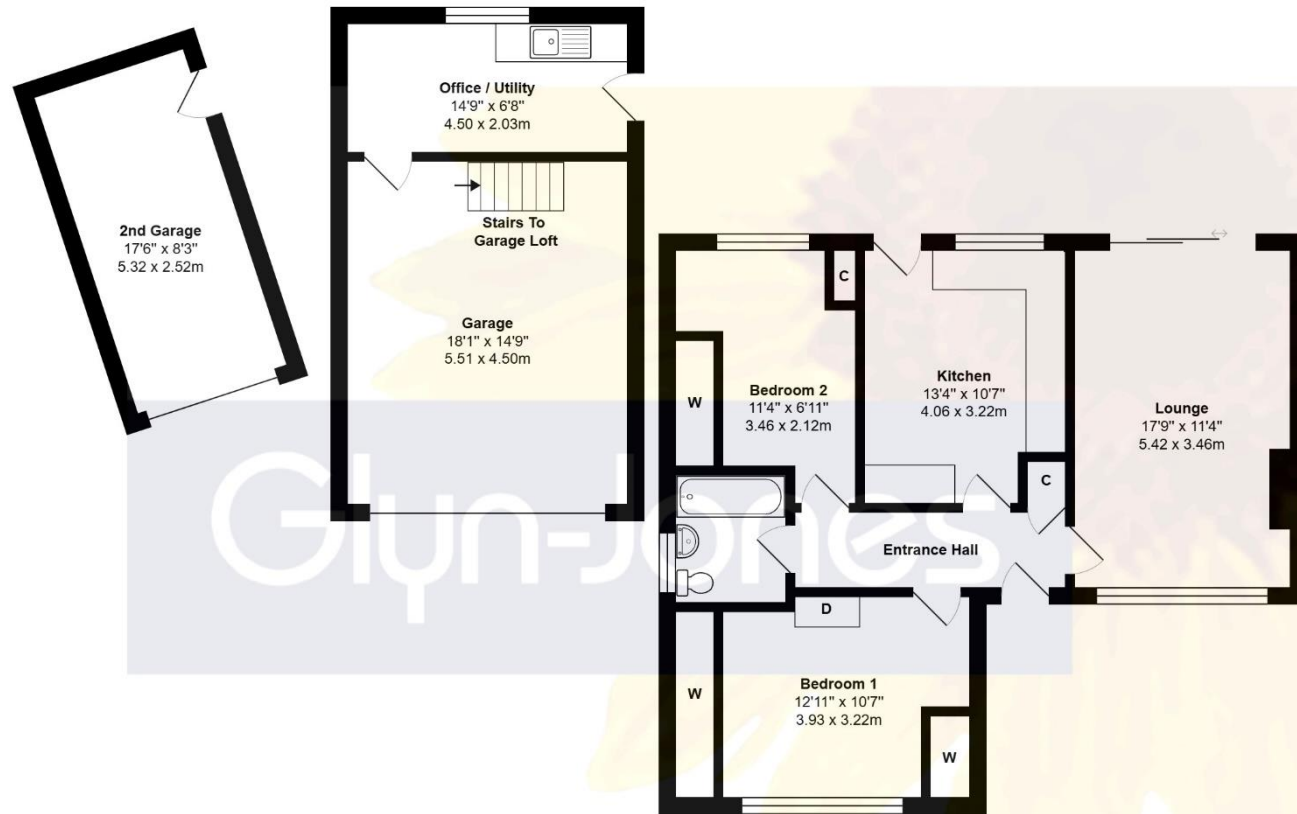 Office / Utility
14'9" x 6'8"
4.50 x 2.03m
2nd Garage
17'6" x 8'3"
5.32 x 2.52m
Stairs To
Garage Loft
Garage
18'1" x 14'9"
5.51 x 4.50m
C
Bedroom 2
11'4" x 6'11"
3.46 x 2.12m
W
Kitchen
13'4" x 10'7"
4.06 x 3.22m
Lounge
17'9" x 11'4"
5.42 x 3.46m
C
Glyn-Jones
Entrance Hall
D
Bedroom 1
12'11" x 10'7"
3.93 x 3.22m
W
W